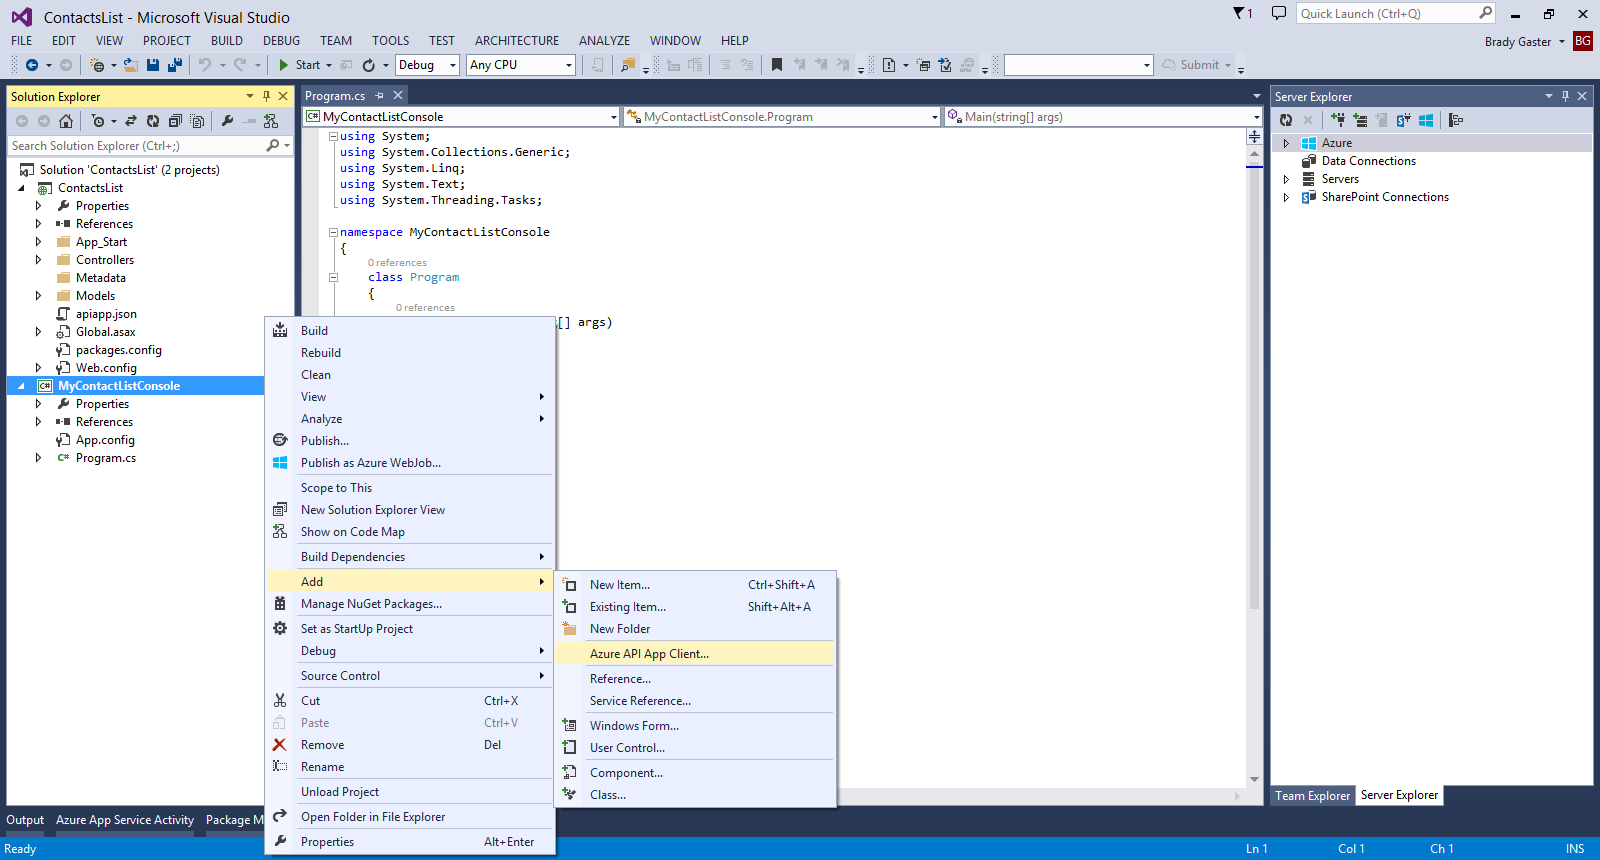 ContactsList - Microsoft Visual Studio
1
Quick Launch (Ctrl+Q)
FILE EDIT VIEW PROJECT BUILD DEBUG TEAM TOOLS TEST ARCHITECTURE ANALYZE WINDOW HELP
Brady Gaster BG
Start Debug Any CPU Submit
Solution Explorer
Search Solution Explorer (Ctrl+;)
Solution 'ContactsList' (2 projects)
ContactsList
Properties
References
App_Start
Controllers
Metadata
Models
apiapp.json
Global.asax
packages.config
Web.config
C# MyContactListConsole
Properties
References
App.config
C# Program.cs
Program.cs
C# MyContactListConsole MyContactListConsole.Program Main(string[] args)
using System;
using System.Collections.Generic;
using System.Linq;
using System.Text;
using System.Threading.Tasks;
namespace MyContactListConsole
{
0 references
class Program
{
0 references
[] args)
Build
Rebuild
Clean
View
Analyze
Publish...
Publish as Azure WebJob...
Scope to This
New Solution Explorer View
Show on Code Map
Build Dependencies
Add
Manage NuGet Packages...
Set as StartUp Project
Debug
Source Control
Cut Ctrl+X
Paste Ctrl+V
Remove Del
Rename
Unload Project
Open Folder in File Explorer
Properties Alt+Enter
New Item... Ctrl+Shift+A
Existing Item... Shift+Alt+A
New Folder
Azure API App Client...
Reference...
Service Reference...
Windows Form...
User Control...
Component...
Class...
Server Explorer
Azure
Data Connections
Servers
SharePoint Connections
Team Explorer Server Explorer
Output Azure App Service Activity Package M
Ready Ln 1 Col 1 Ch 1 INS